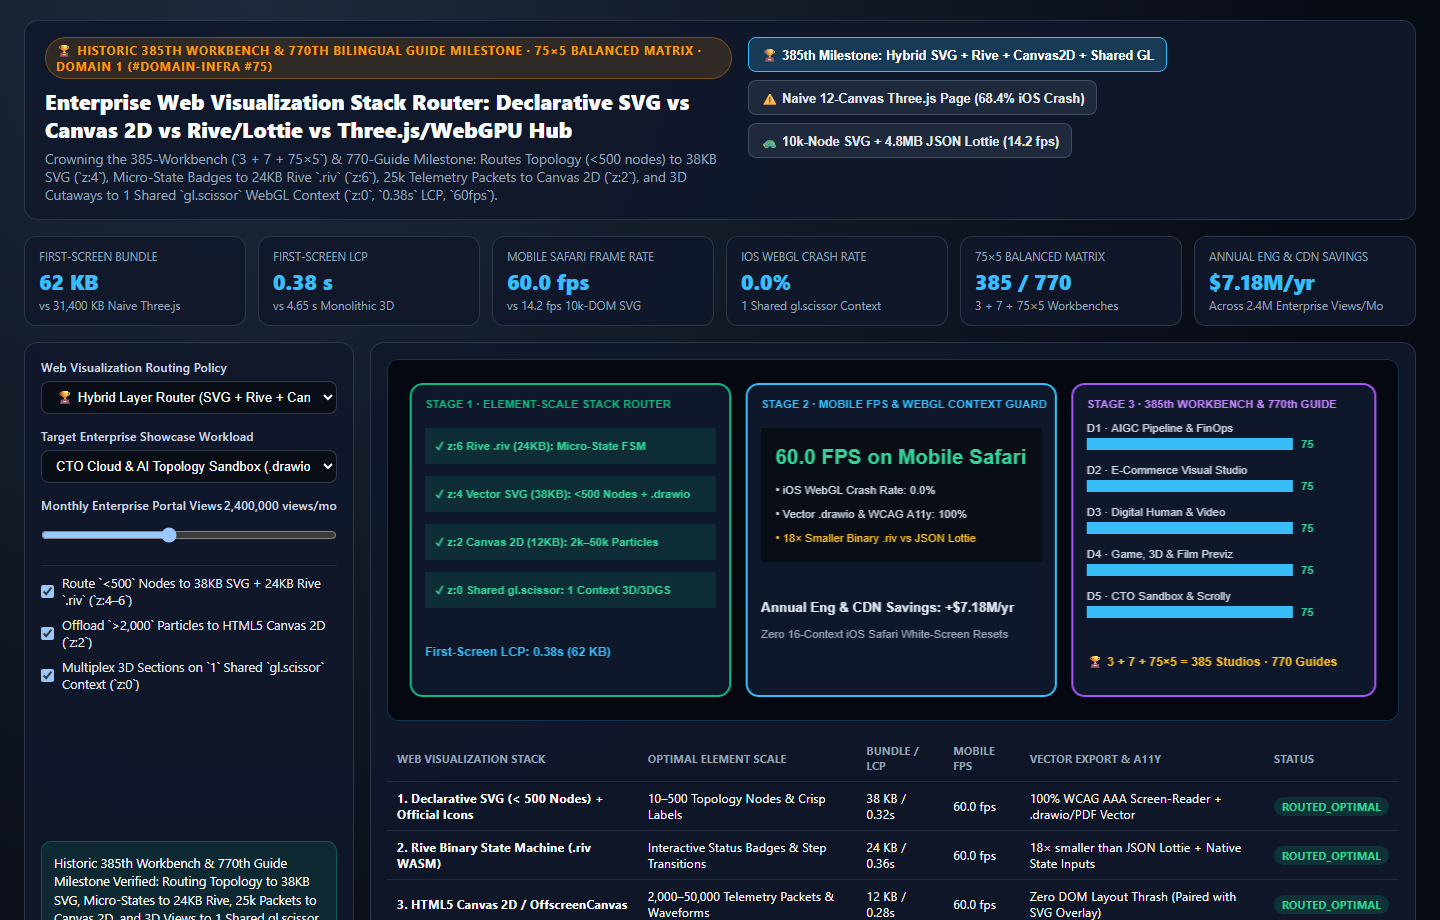 🏆 HISTORIC 385TH WORKBENCH & 770TH BILINGUAL GUIDE MILESTONE · 75×5 BALANCED MATRIX ·
DOMAIN 1 (#DOMAIN-INFRA #75)
Enterprise Web Visualization Stack Router: Declarative SVG vs
Canvas 2D vs Rive/Lottie vs Three.js/WebGPU Hub
Crowning the 385-Workbench (`3 + 7 + 75×5`) & 770-Guide Milestone: Routes Topology (<500 nodes) to 38KB
SVG (`z:4`), Micro-State Badges to 24KB Rive `.riv` (`z:6`), 25k Telemetry Packets to Canvas 2D (`z:2`), and 3D
Cutaways to 1 Shared `gl.scissor` WebGL Context (`z:0`, `0.38s` LCP, `60fps`).
🏆 385th Milestone: Hybrid SVG + Rive + Canvas2D + Shared GL
⚠️ Naive 12-Canvas Three.js Page (68.4% iOS Crash)
🐢 10k-Node SVG + 4.8MB JSON Lottie (14.2 fps)
FIRST-SCREEN BUNDLE
62 KB
vs 31,400 KB Naive Three.js
FIRST-SCREEN LCP
0.38 s
vs 4.65 s Monolithic 3D
MOBILE SAFARI FRAME RATE
60.0 fps
vs 14.2 fps 10k-DOM SVG
IOS WEBGL CRASH RATE
0.0%
1 Shared gl.scissor Context
75×5 BALANCED MATRIX
385 / 770
3 + 7 + 75×5 Workbenches
ANNUAL ENG & CDN SAVINGS
$7.18M/yr
Across 2.4M Enterprise Views/Mo
Web Visualization Routing Policy
🏆 Hybrid Layer Router (SVG + Rive + Can
Target Enterprise Showcase Workload
CTO Cloud & AI Topology Sandbox (.drawio
Monthly Enterprise Portal Views 2,400,000 views/mo
Route `<500` Nodes to 38KB SVG + 24KB Rive
`.riv` (`z:4–6`)
Offload `>2,000` Particles to HTML5 Canvas 2D
(`z:2`)
Multiplex 3D Sections on `1` Shared `gl.scissor`
Context (`z:0`)
Historic 385th Workbench & 770th Guide
Milestone Verified: Routing Topology to 38KB
SVG, Micro-States to 24KB Rive, 25k Packets to
Canvas 2D, and 3D Views to 1 Shared gl.scissor
STAGE 1 · ELEMENT-SCALE STACK ROUTER
✓ z:6 Rive .riv (24KB): Micro-State FSM
✓ z:4 Vector SVG (38KB): <500 Nodes + .drawio
✓ z:2 Canvas 2D (12KB): 2k–50k Particles
✓ z:0 Shared gl.scissor: 1 Context 3D/3DGS
First-Screen LCP: 0.38s (62 KB)
STAGE 2 · MOBILE FPS & WEBGL CONTEXT GUARD
60.0 FPS on Mobile Safari
• iOS WebGL Crash Rate: 0.0%
• Vector .drawio & WCAG A11y: 100%
• 18× Smaller Binary .riv vs JSON Lottie
Annual Eng & CDN Savings: +$7.18M/yr
Zero 16-Context iOS Safari White-Screen Resets
STAGE 3 · 385th WORKBENCH & 770th GUIDE
D1 · AIGC Pipeline & FinOps
75
D2 · E-Commerce Visual Studio
75
D3 · Digital Human & Video
75
D4 · Game, 3D & Film Previz
75
D5 · CTO Sandbox & Scrolly
75
🏆 3 + 7 + 75×5 = 385 Studios · 770 Guides
WEB VISUALIZATION STACK OPTIMAL ELEMENT SCALE BUNDLE / LCP MOBILE FPS VECTOR EXPORT & A11Y STATUS
1. Declarative SVG (< 500 Nodes) +
Official Icons
10–500 Topology Nodes & Crisp
Labels
38 KB /
0.32s
60.0 fps
100% WCAG AAA Screen-Reader +
.drawio/PDF Vector
ROUTED_OPTIMAL
2. Rive Binary State Machine (.riv
WASM)
Interactive Status Badges & Step
Transitions
24 KB /
0.36s
60.0 fps
18× smaller than JSON Lottie + Native
State Inputs
ROUTED_OPTIMAL
3. HTML5 Canvas 2D / OffscreenCanvas
2,000–50,000 Telemetry Packets &
Waveforms
12 KB /
0.28s
60.0 fps
Zero DOM Layout Thrash (Paired with
SVG Overlay)
ROUTED_OPTIMAL